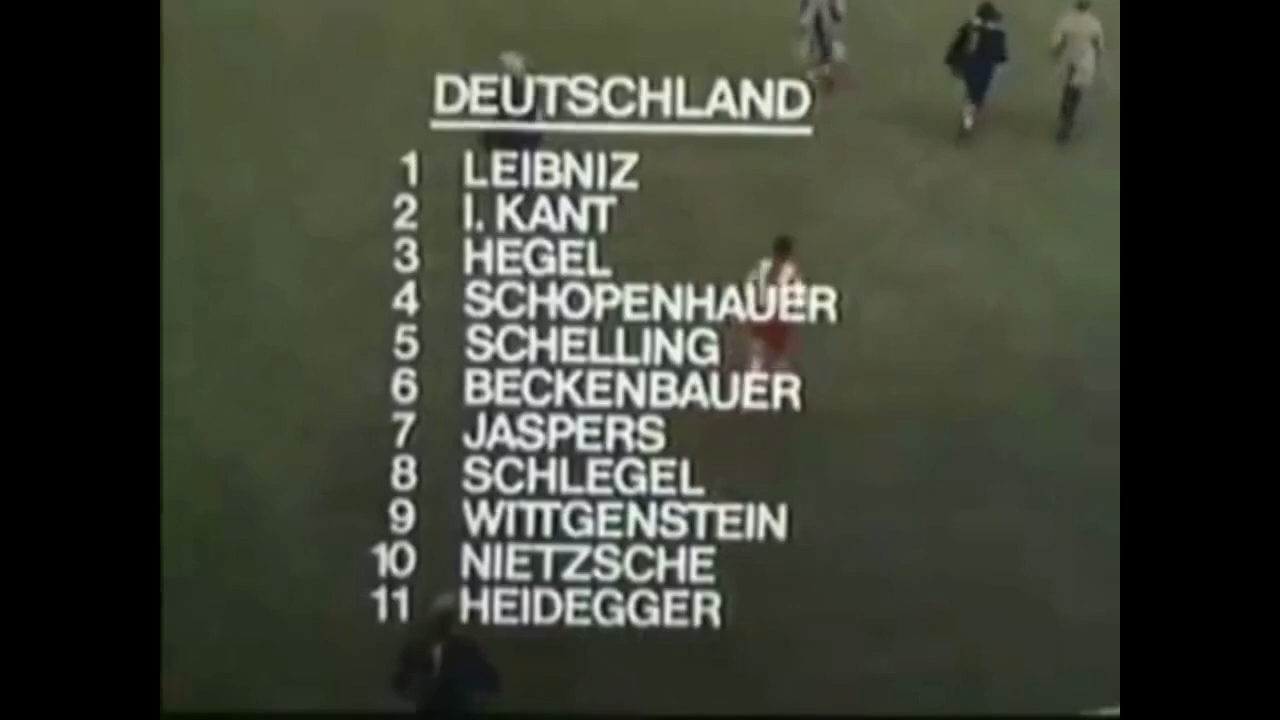 DEUTSCHLAND
1 LEIBNIZ
2 I. KANT
3 HEGEL
4 SCHOPENHAUER
5 SCHELLING
6 BECKENBAUER
7 JASPERS
8 SCHLEGEL
9 WITTGENSTEIN
10 NIETZSCHE
11 HEIDEGGER